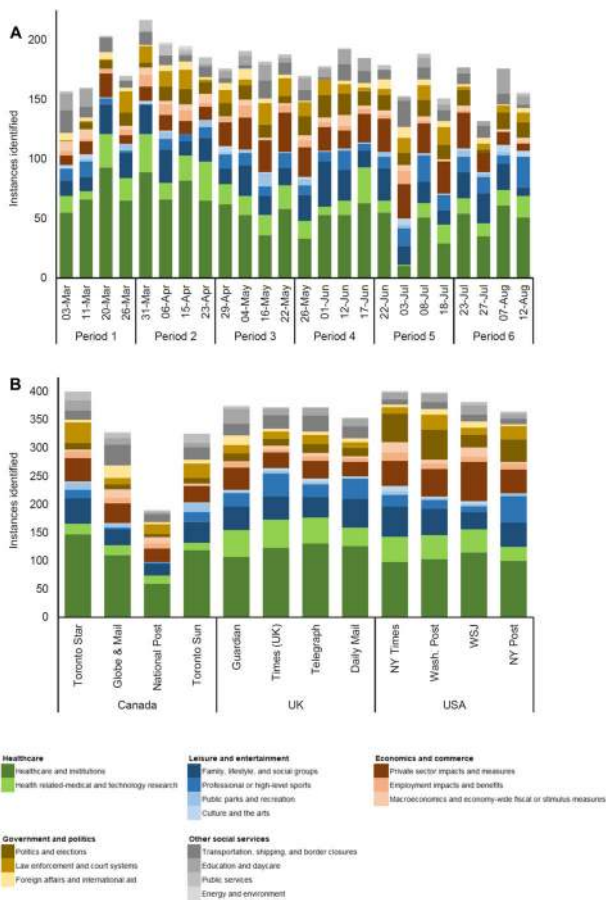 A
Instances identified
200
150
100
50
0
03-Mar
11-Mar
20-Mar
26-Mar
31-Mar
06-Apr
15-Apr
23-Apr
29-Apr
04-May
16-May
22-May
26-May
01-Jun
12-Jun
17-Jun
22-Jun
03-Jul
08-Jul
18-Jul
23-Jul
27-Jul
07-Aug
12-Aug
Period 1
Period 2
Period 3
Period 4
Period 5
Period 6
B
Instances identified
400
350
300
250
200
150
100
50
0
Toronto Star
Globe & Mail
National Post
Toronto Sun
Guardian
Times (UK)
Telegraph
Daily Mail
NY Times
Wash. Post
WSJ
NY Post
Canada
UK
USA
Healthcare
Healthcare and institutions
Health related-medical and technology research
Leisure and entertainment
Family, lifestyle, and social groups
Professional or high-level sports
Public parks and recreation
Culture and the arts
Economics and commerce
Private sector impacts and measures
Employment impacts and benefits
Macroeconomics and economy-wide fiscal or stimulus measures
Government and politics
Politics and elections
Law enforcement and court systems
Foreign affairs and international aid
Other social services
Transportation, shipping, and border closures
Education and daycare
Public services
Energy and environment